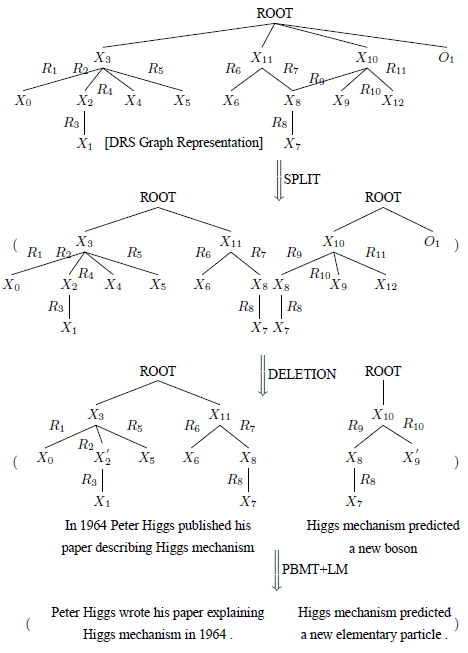 ROOT
X3 X11 X10 O1
R1 R2 R4 R5 R6 R7 R9 R10 R11
X0 X2 X4 X5 X6 X8 X9 X12
R3 R8
X1 [DRS Graph Representation] X7
SPLIT
ROOT ROOT
( X3 X11 X10 O1 )
R1 R2 R4 R5 R6 R7 R9 R10 R11
X0 X2 X4 X5 X6 X8 X8 X9 X12
R3 R8 R8
X1 X7 X7
DELETION
ROOT ROOT
X3 X11 X10
R1 R2 R5 R6 R7 R9 R10
( X0 X2' X5 X6 X8 X8 X9' )
R3 R8 R8
X1 X7 X7
In 1964 Peter Higgs published his Higgs mechanism predicted
paper describing Higgs mechanism a new boson
PBMT+LM
( Peter Higgs wrote his paper explaining Higgs mechanism predicted )
Higgs mechanism in 1964 . a new elementary particle .